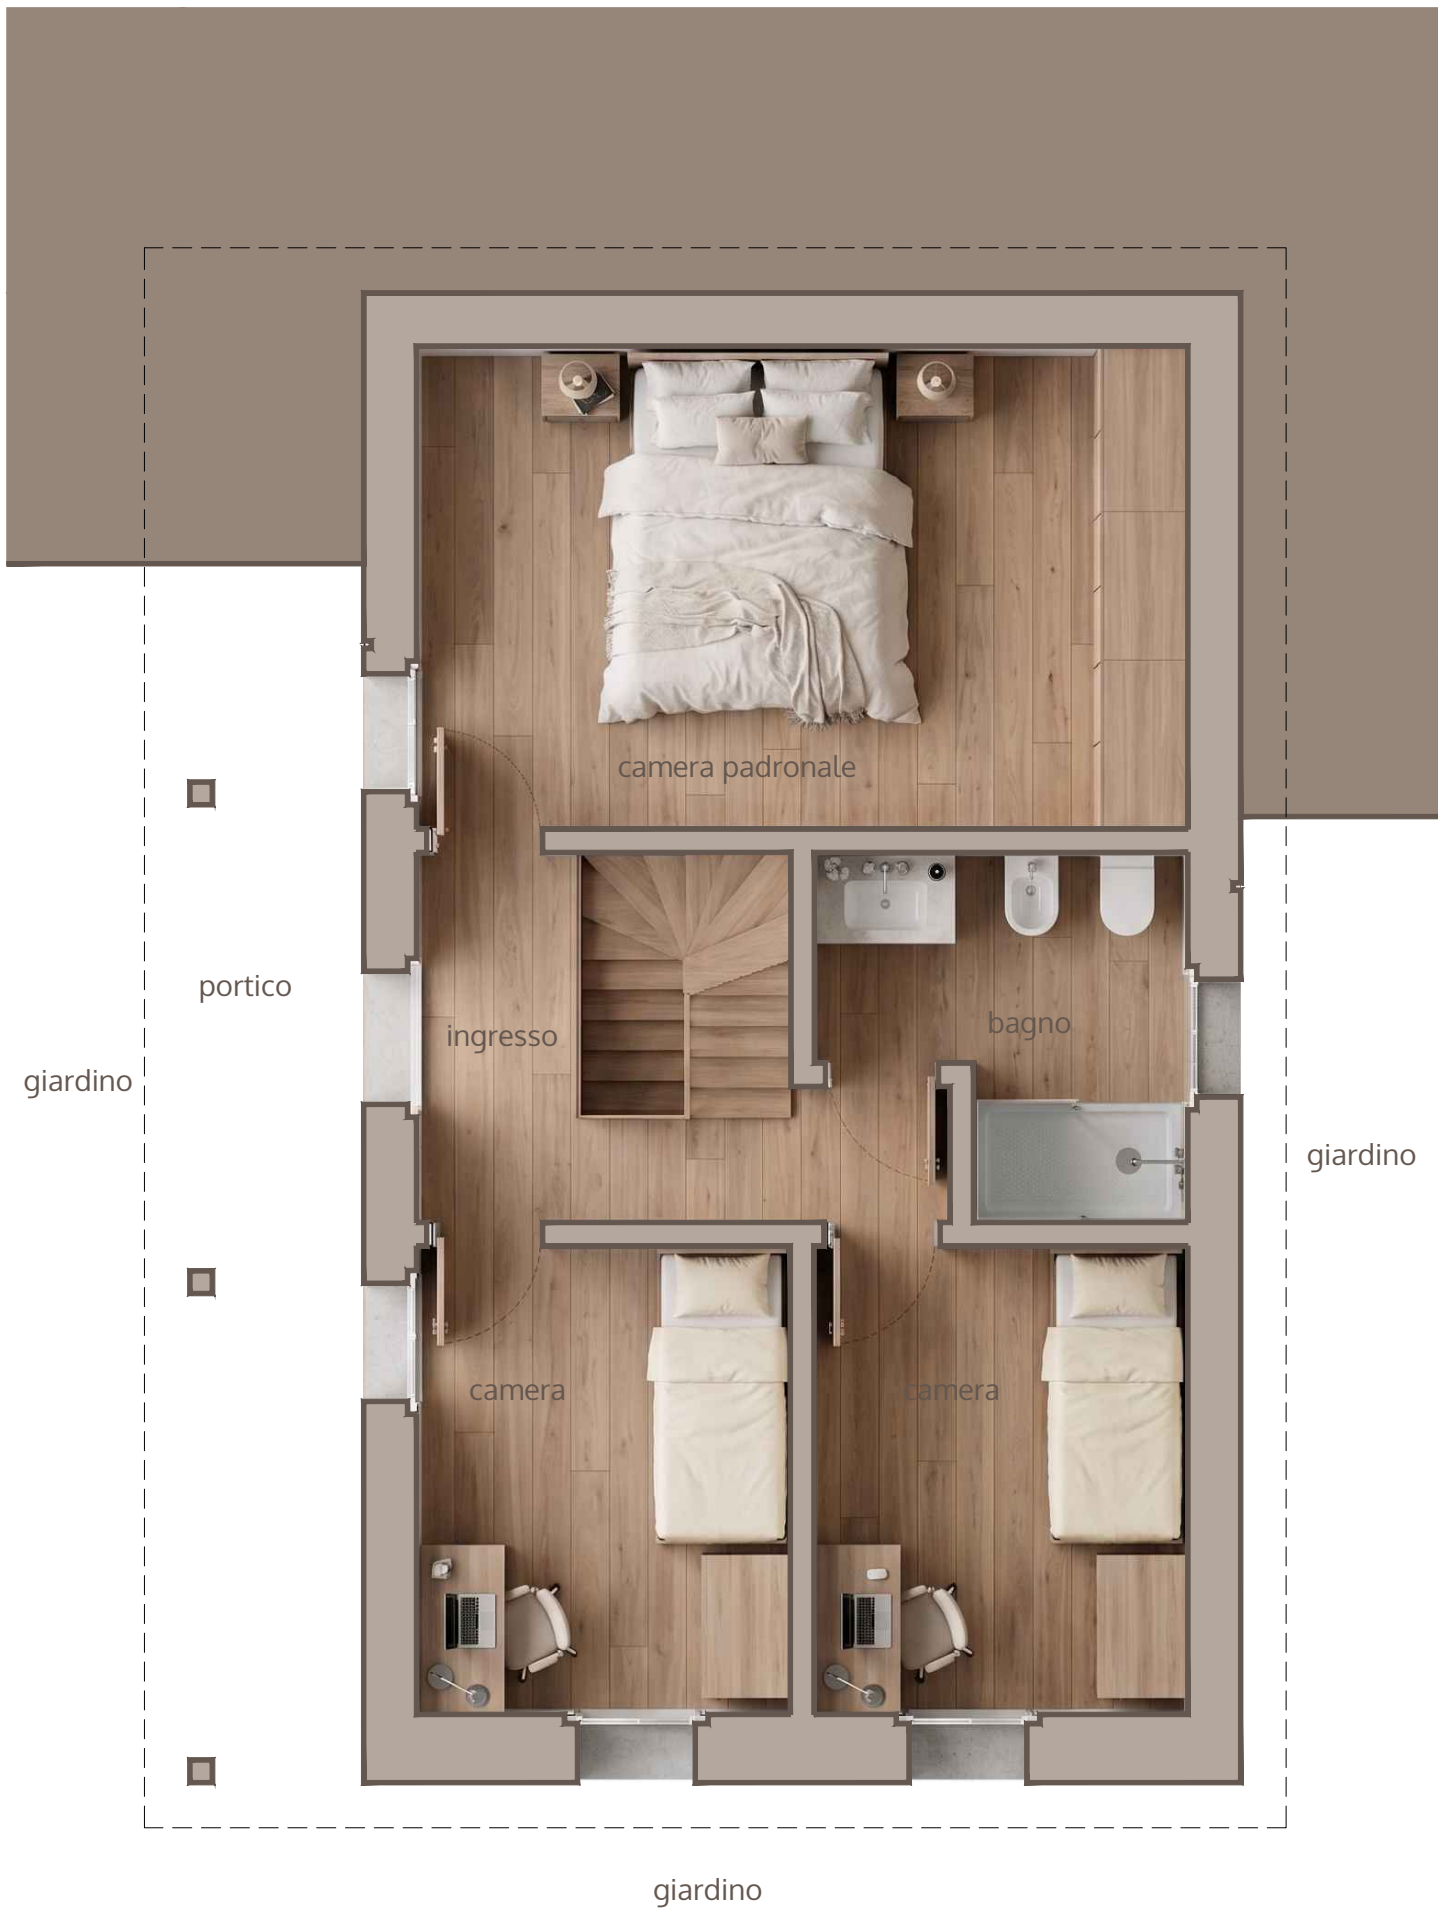 camera padronale
portico
ingresso
bagno
giardino
giardino
camera
camera
giardino